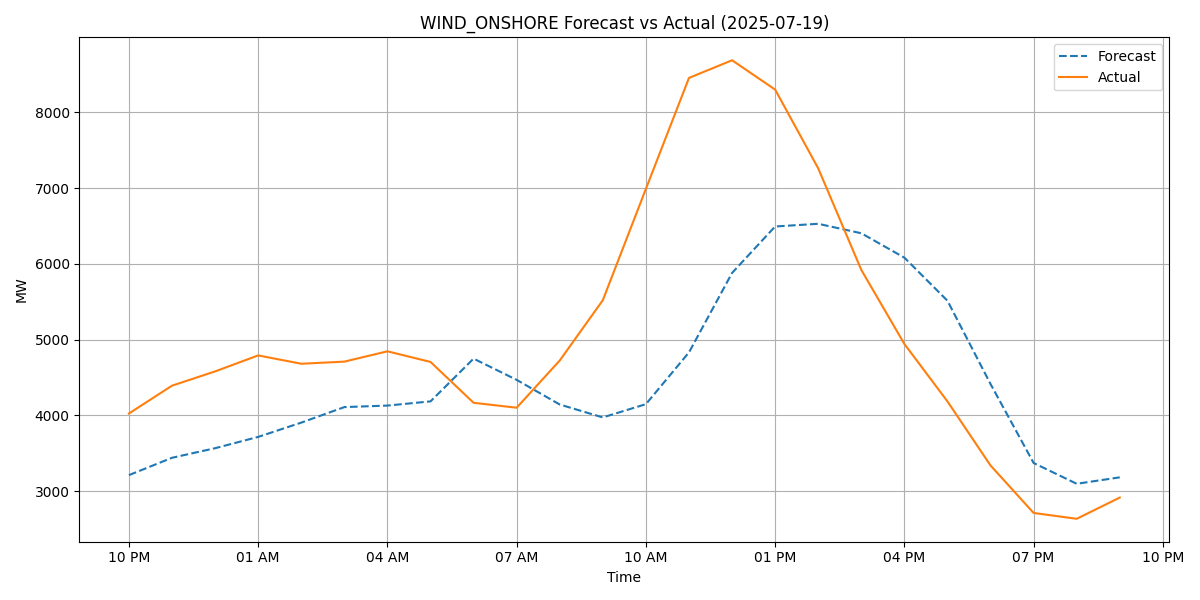 WIND_ONSHORE Forecast vs Actual (2025-07-19)
Forecast
Actual
8000
7000
6000
5000
4000
3000
MW
10 PM 01 AM 04 AM 07 AM 10 AM 01 PM 04 PM 07 PM 10 PM
Time